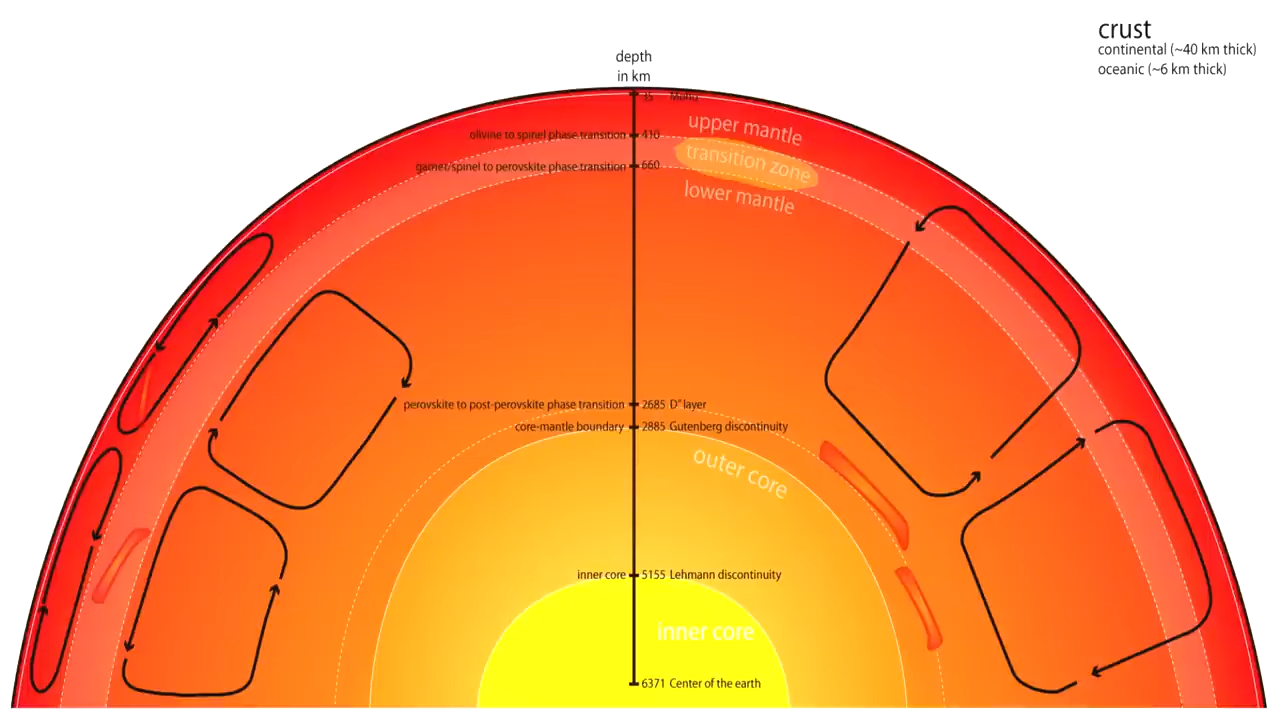 crust
continental (~40 km thick)
oceanic (~6 km thick)
depth
in km
35 Moho
upper mantle
olivine to spinel phase transition 410
transition zone
garnet/spinel to perovskite phase transition 660
lower mantle
perovskite to post-perovskite phase transition 2685 D" layer
core-mantle boundary 2885 Gutenberg discontinuity
outer core
inner core 5155 Lehmann discontinuity
inner core
6371 Center of the earth